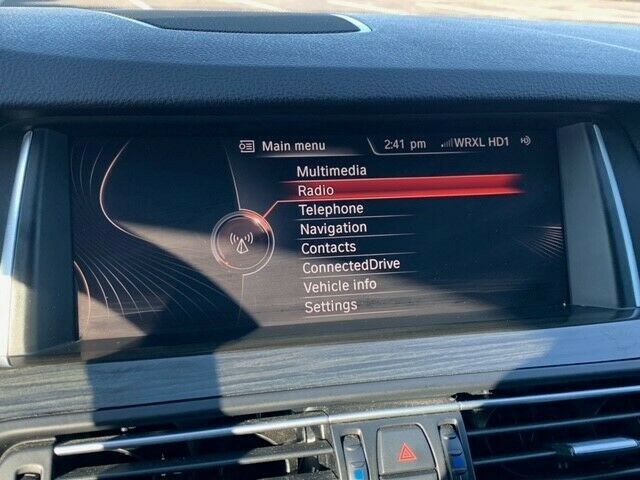 Main menu 2:41 pm WRXL HD1
Multimedia
Radio
Telephone
Navigation
Contacts
ConnectedDrive
Vehicle info
Settings